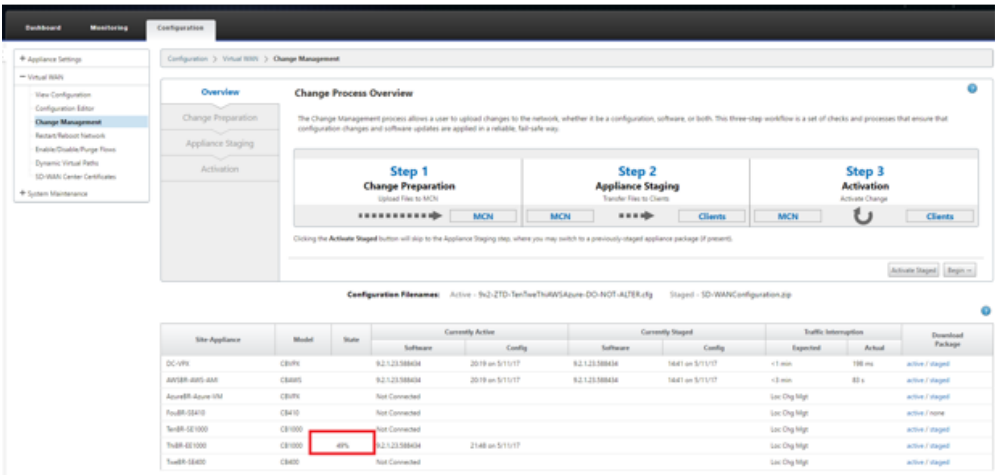 Dashboard Monitoring Configuration
+ Appliance Settings
− Virtual WAN
View Configuration
Configuration Editor
Change Management
Restart/Reboot Network
Enable/Disable/Purge Flows
Dynamic Virtual Paths
SD-WAN Center Certificates
+ System Maintenance
Configuration > Virtual WAN > Change Management
Overview
Change Preparation
Appliance Staging
Activation
Change Process Overview
The Change Management process allows a user to upload changes to the network, whether it be a configuration, software, or both. This three-step workflow is a set of checks and processes that ensure that
configuration changes and software updates are applied in a reliable, fail-safe way.
Step 1
Change Preparation
Upload Files to MCN
MCN
Step 2
Appliance Staging
Transfer Files to Clients
MCN Clients
Step 3
Activation
Activate Change
MCN Clients
Clicking the Activate Staged button will skip to the Appliance Staging step, where you may switch to a previously-staged appliance package (if present).
Activate Staged Begin
Configuration Filenames: Active - 9v2-ZTD-TenTweThiAWSAzure-DO-NOT-ALTER.cfg Staged - SD-WANConfiguration.zip
Site-Appliance Model State Currently Active Currently Staged Traffic Interruption Download Package
Software Config Software Config Expected Actual
DC-VPX CBVPX 9.2.1.23.588434 20:19 on 5/11/17 9.2.1.23.588434 14:41 on 5/11/17 <1 min 198 ms active / staged
AWSBR-AWS-AMI CBAWS 9.2.1.23.588434 20:19 on 5/11/17 9.2.1.23.588434 14:41 on 5/11/17 <3 min 83 s active / staged
AzureBR-Azure-VM CBVPX Not Connected Loc Chg Mgt active / staged
FouBR-SE410 CB410 Not Connected Loc Chg Mgt active / none
TenBR-SE1000 CB1000 Not Connected Loc Chg Mgt active / staged
ThiBR-EE1000 CB1000 49% 9.2.1.23.588434 21:48 on 5/11/17 Loc Chg Mgt active / staged
TweBR-SE400 CB400 Not Connected Loc Chg Mgt active / staged